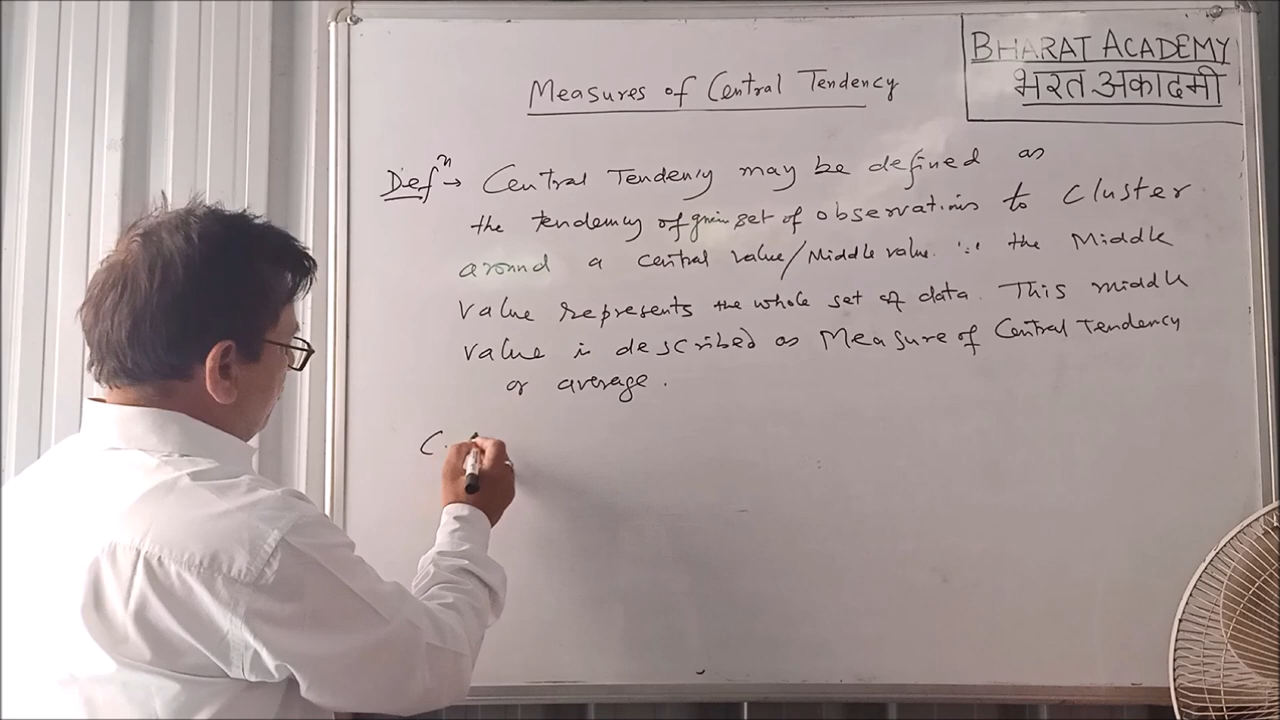 BHARAT ACADEMY
भरत अकादमी
Measures of Central Tendency
Defⁿ → Central Tendency may be defined as
the tendency of given set of observations to cluster
around a central value/Middle value. ∵ the Middle
value represents the whole set of data. This middle
value is described as Measure of Central Tendency
or average.
C.